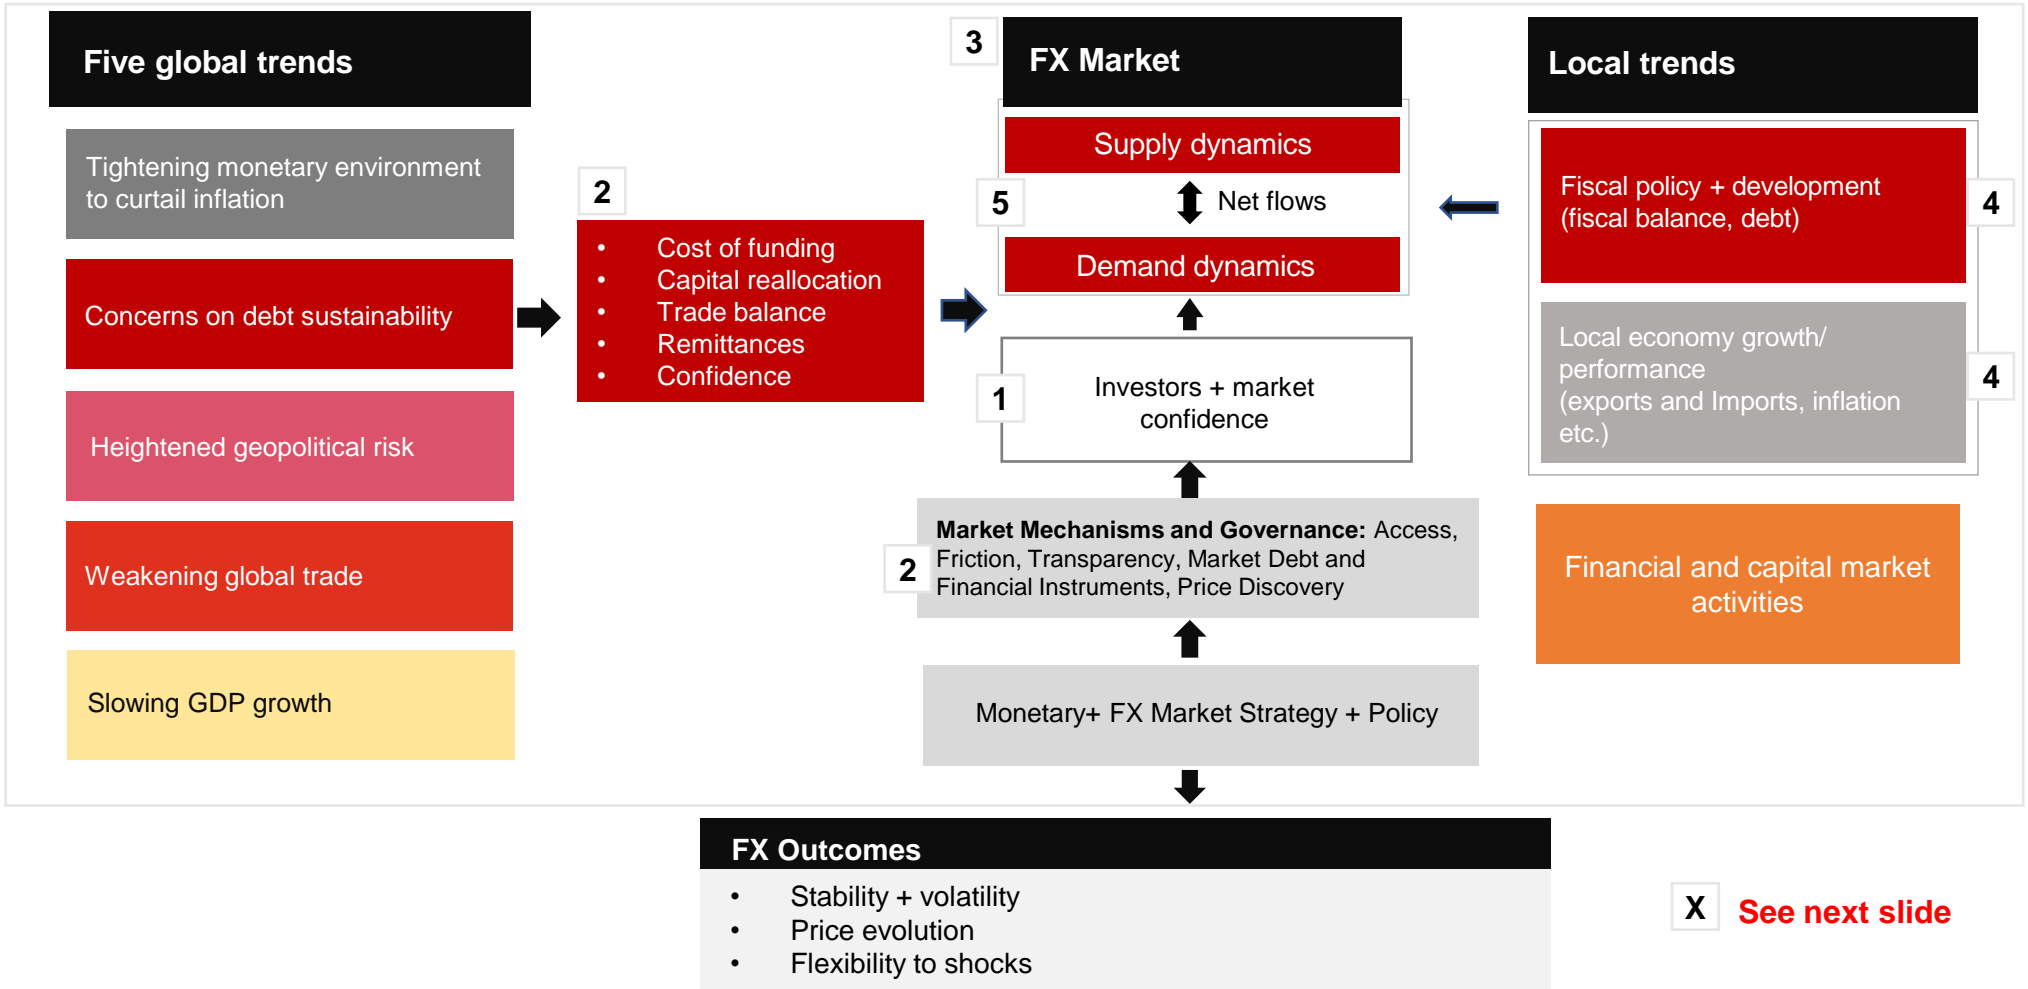 Five global trends
Tightening monetary environment
to curtail inflation
Concerns on debt sustainability
Heightened geopolitical risk
Weakening global trade
Slowing GDP growth
2
• Cost of funding
• Capital reallocation
• Trade balance
• Remittances
• Confidence
3
FX Market
Supply dynamics
5
Net flows
Demand dynamics
1
Investors + market
confidence
2
Market Mechanisms and Governance: Access,
Friction, Transparency, Market Debt and
Financial Instruments, Price Discovery
Monetary+ FX Market Strategy + Policy
Local trends
Fiscal policy + development
(fiscal balance, debt)
4
Local economy growth/
performance
(exports and Imports, inflation
etc.)
4
Financial and capital market
activities
FX Outcomes
• Stability + volatility
• Price evolution
• Flexibility to shocks
X
See next slide